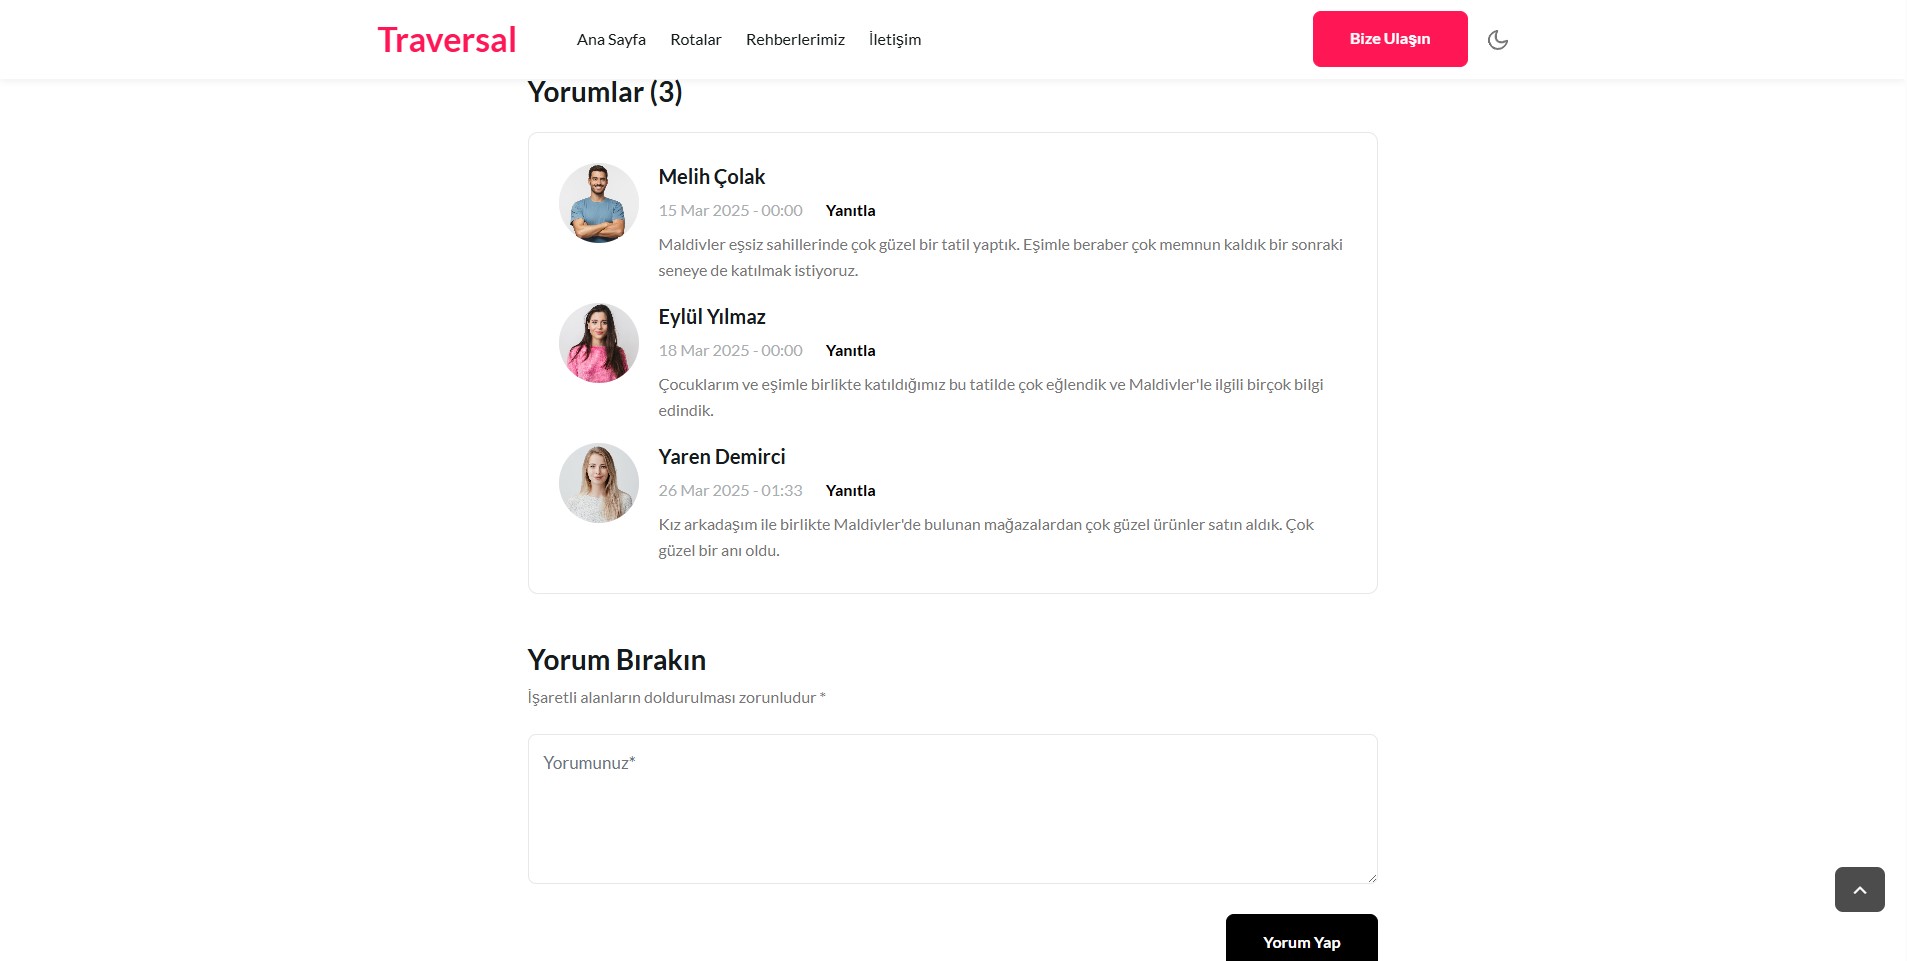 Traversal
Ana Sayfa
Rotalar
Rehberlerimiz
İletişim
Bize Ulaşın
Yorumlar (3)
Melih Çolak
15 Mar 2025 - 00:00 Yanıtla
Maldivler eşsiz sahillerinde çok güzel bir tatil yaptık. Eşimle beraber çok memnun kaldık bir sonraki
seneye de katılmak istiyoruz.
Eylül Yılmaz
18 Mar 2025 - 00:00 Yanıtla
Çocuklarım ve eşimle birlikte katıldığımız bu tatilde çok eğlendik ve Maldivler'le ilgili birçok bilgi
edindik.
Yaren Demirci
26 Mar 2025 - 01:33 Yanıtla
Kız arkadaşım ile birlikte Maldivler'de bulunan mağazalardan çok güzel ürünler satın aldık. Çok
güzel bir anı oldu.
Yorum Bırakın
İşaretli alanların doldurulması zorunludur *
Yorumunuz*
Yorum Yap